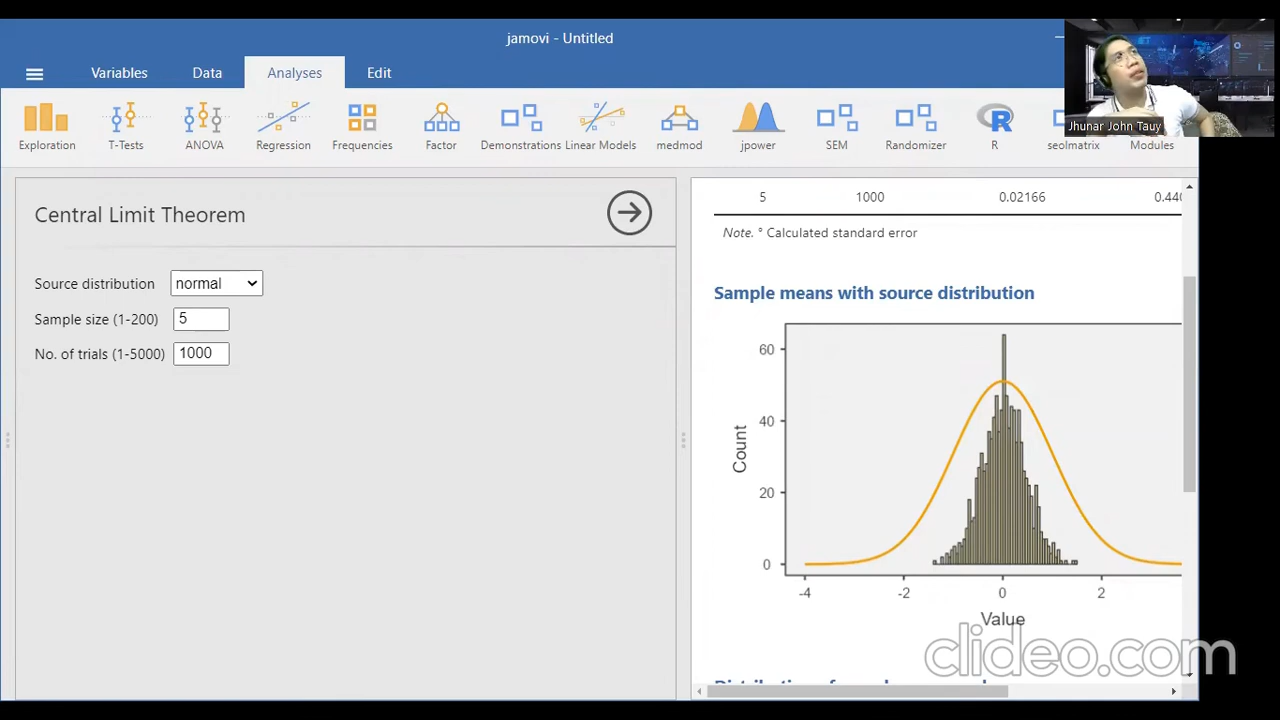 jamovi - Untitled
Variables
Data
Analyses
Edit
Exploration
T-Tests
ANOVA
Regression
Frequencies
Factor
Demonstrations
Linear Models
medmod
jpower
SEM
Randomizer
R
seolmatrix
Modules
Jhunar John Tauy
Central Limit Theorem
Source distribution
normal
Sample size (1-200)
5
No. of trials (1-5000)
1000
5 1000 0.02166 0.440
Note. ᵃ Calculated standard error
Sample means with source distribution
60
40
20
0
Count
-4 -2 0 2
Value
clideo.com